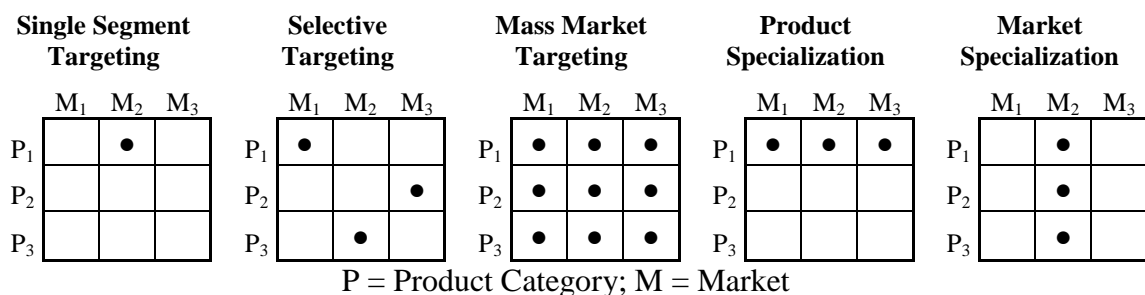 Single Segment Targeting
Selective Targeting
Mass Market Targeting
Product Specialization
Market Specialization
M₁ M₂ M₃ M₁ M₂ M₃ M₁ M₂ M₃ M₁ M₂ M₃ M₁ M₂ M₃
P₁ P₁ P₁ P₁ P₁
P₂ P₂ P₂ P₂ P₂
P₃ P₃ P₃ P₃ P₃
P = Product Category; M = Market